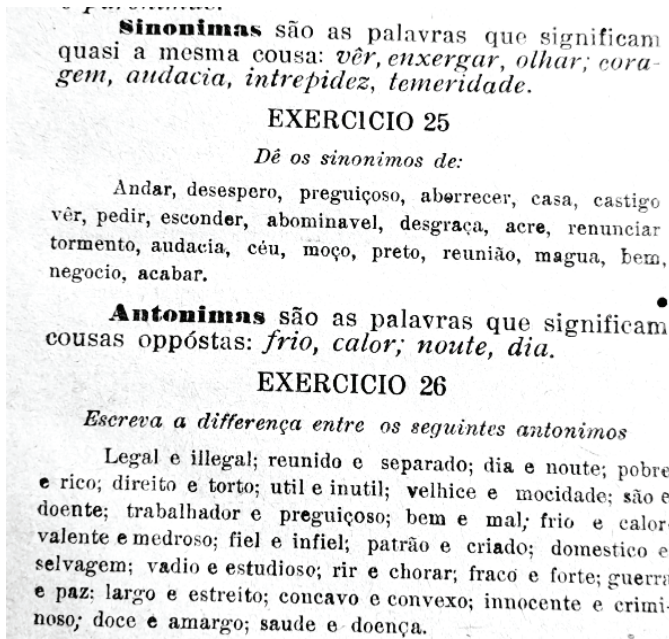 Sinonimas são as palavras que significam
quasi a mesma cousa: vêr, enxergar, olhar; cora-
gem, audacia, intrepidez, temeridade.
EXERCICIO 25
Dê os sinonimos de:
Andar, desespero, preguiçoso, aborrecer, casa, castigo
vêr, pedir, esconder, abominavel, desgraça, acre, renunciar
tormento, audacia, céu, moço, preto, reunião, magua, bem,
negocio, acabar.
Antonimas são as palavras que significam
cousas oppóstas: frio, calor; noute, dia.
EXERCICIO 26
Escreva a differença entre os seguintes antonimos
Legal e illegal; reunido e separado; dia e noute; pobre
e rico; direito e torto; util e inutil; velhice e mocidade; são e
doente; trabalhador e preguiçoso; bem e mal; frio e calor
valente e medroso; fiel e infiel; patrão e criado; domestico e
selvagem; vadio e estudioso; rir e chorar; fraco e forte; guerra
e paz; largo e estreito; concavo e convexo; innocente e crimi-
noso; doce e amargo; saude e doença.